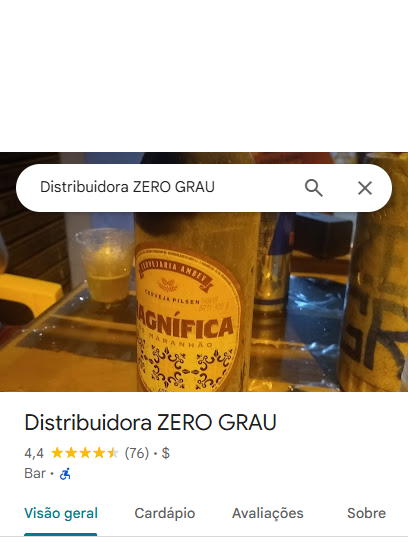 Distribuidora ZERO GRAU
CERVEJARIA AMBEV
CERVEJA PILSEN
MAGNÍFICA
MARANHÃO
Distribuidora ZERO GRAU
4,4 (76) · $
Bar ·
Visão geral Cardápio Avaliações Sobre